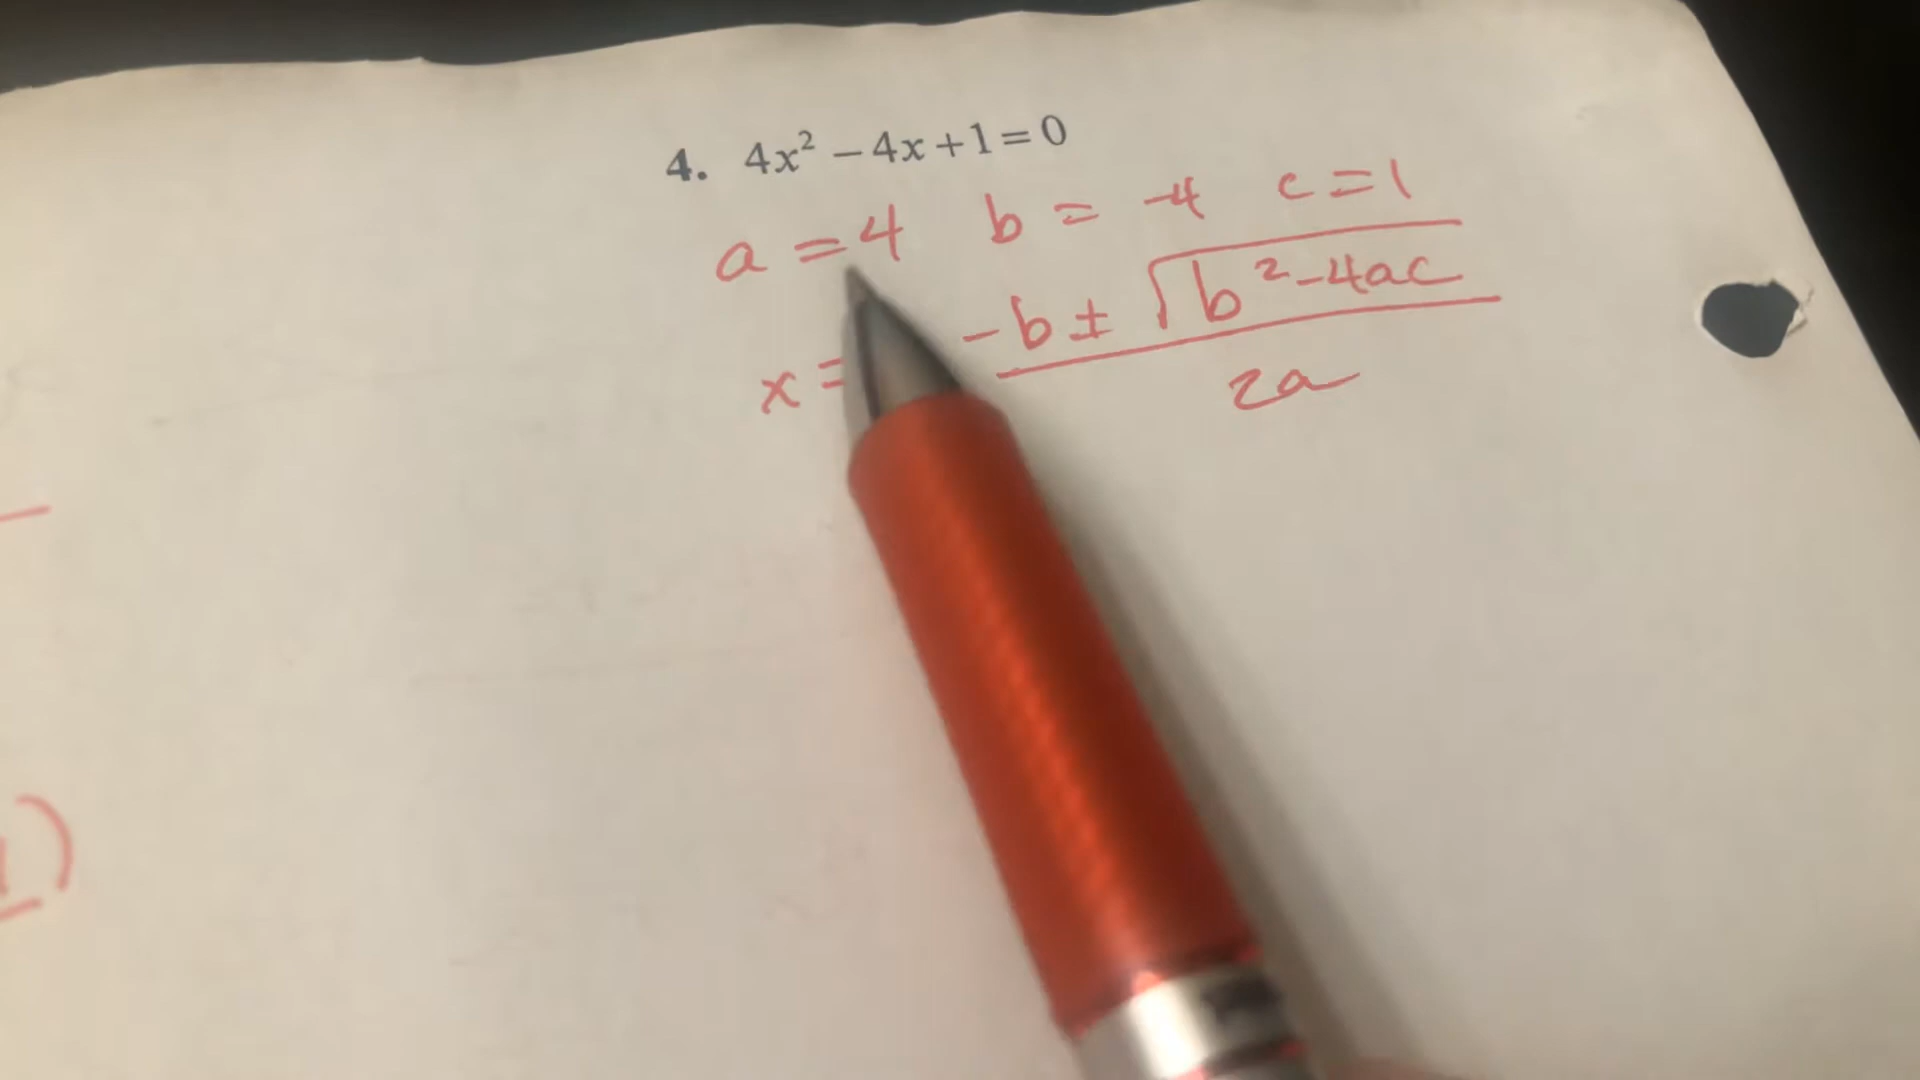 4. 4x² − 4x + 1 = 0
a = 4 b = -4 c = 1
x = -b ± √(b² - 4ac)
2a
)